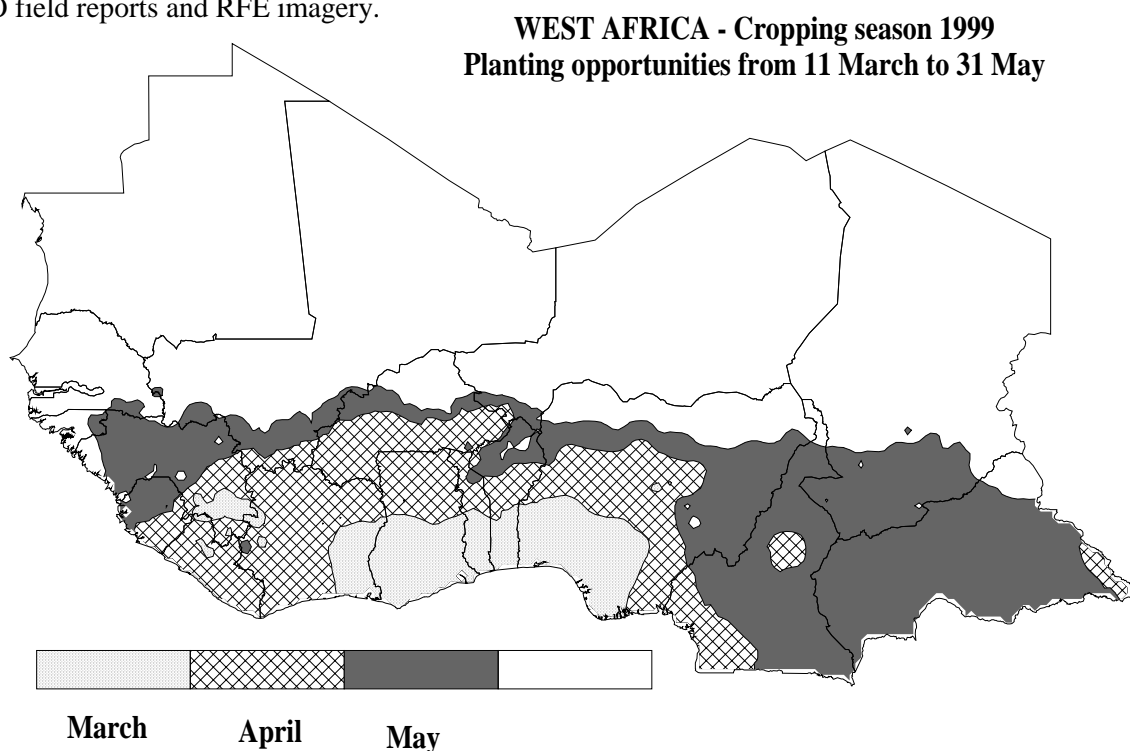 field reports and RFE imagery.
WEST AFRICA - Cropping season 1999
Planting opportunities from 11 March to 31 May
March April May